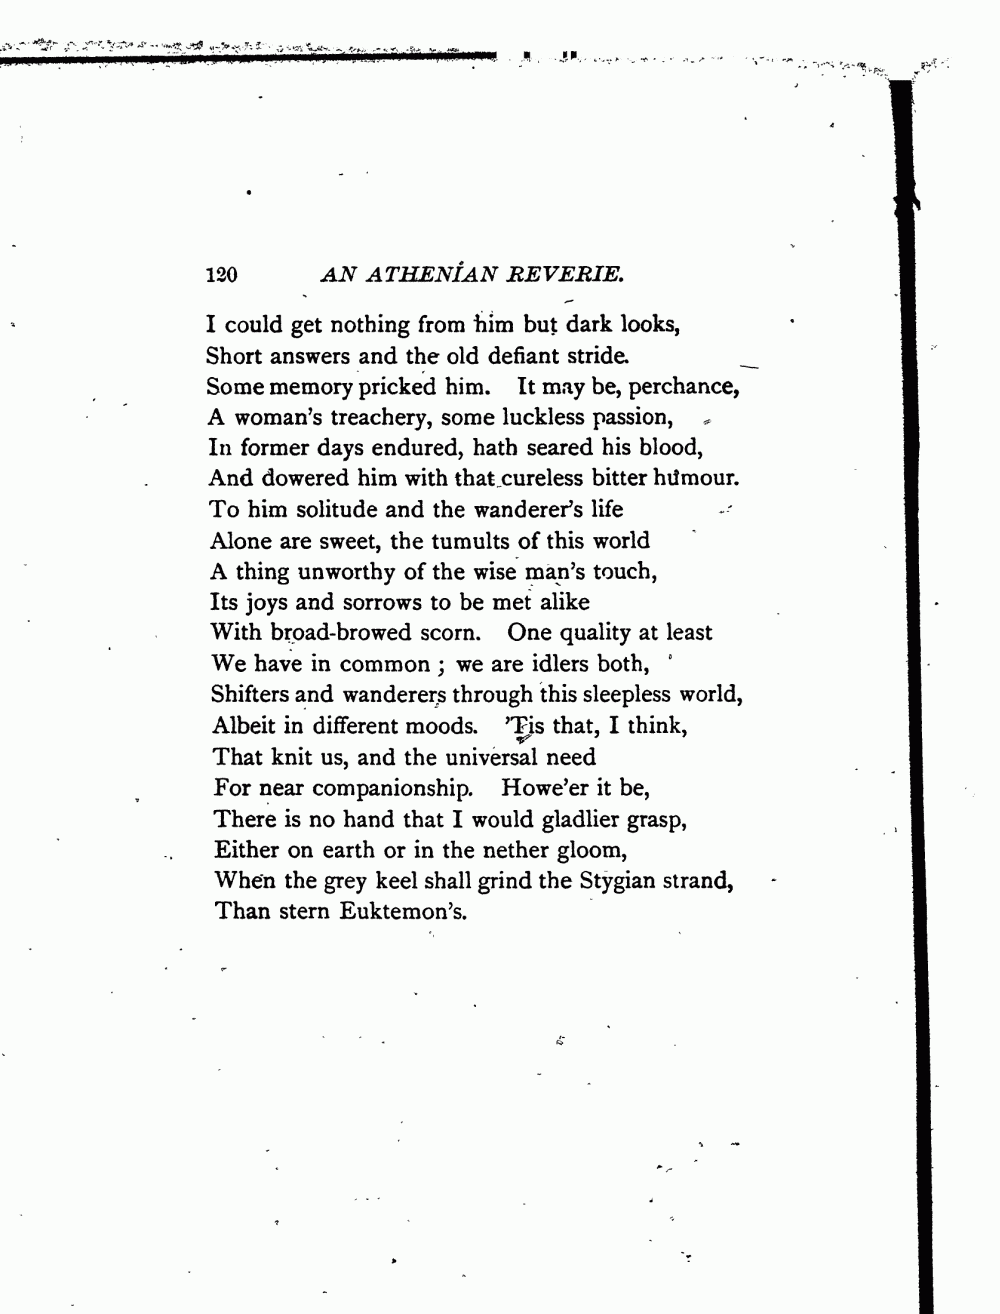 120 AN ATHENIAN REVERIE.
I could get nothing from him but dark looks,
Short answers and the old defiant stride.
Some memory pricked him. It may be, perchance,
A woman's treachery, some luckless passion,
In former days endured, hath seared his blood,
And dowered him with that cureless bitter humour.
To him solitude and the wanderer's life
Alone are sweet, the tumults of this world
A thing unworthy of the wise man's touch,
Its joys and sorrows to be met alike
With broad-browed scorn. One quality at least
We have in common ; we are idlers both,
Shifters and wanderers through this sleepless world,
Albeit in different moods. 'Tis that, I think,
That knit us, and the universal need
For near companionship. Howe'er it be,
There is no hand that I would gladlier grasp,
Either on earth or in the nether gloom,
When the grey keel shall grind the Stygian strand,
Than stern Euktemon's.